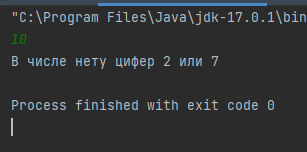 "C:\Program Files\Java\jdk-17.0.1\bin
10
В числе нету цифер 2 или 7
Process finished with exit code 0